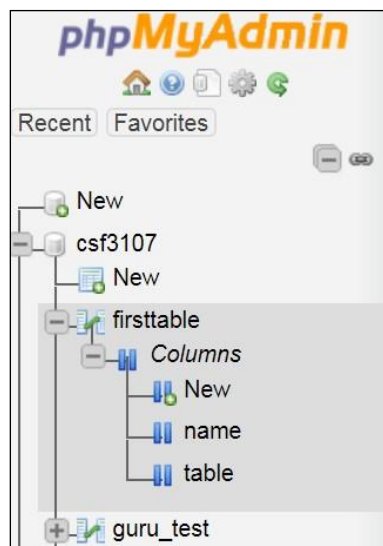 phpMyAdmin
Recent Favorites
New
csf3107
New
firsttable
Columns
New
name
table
guru_test